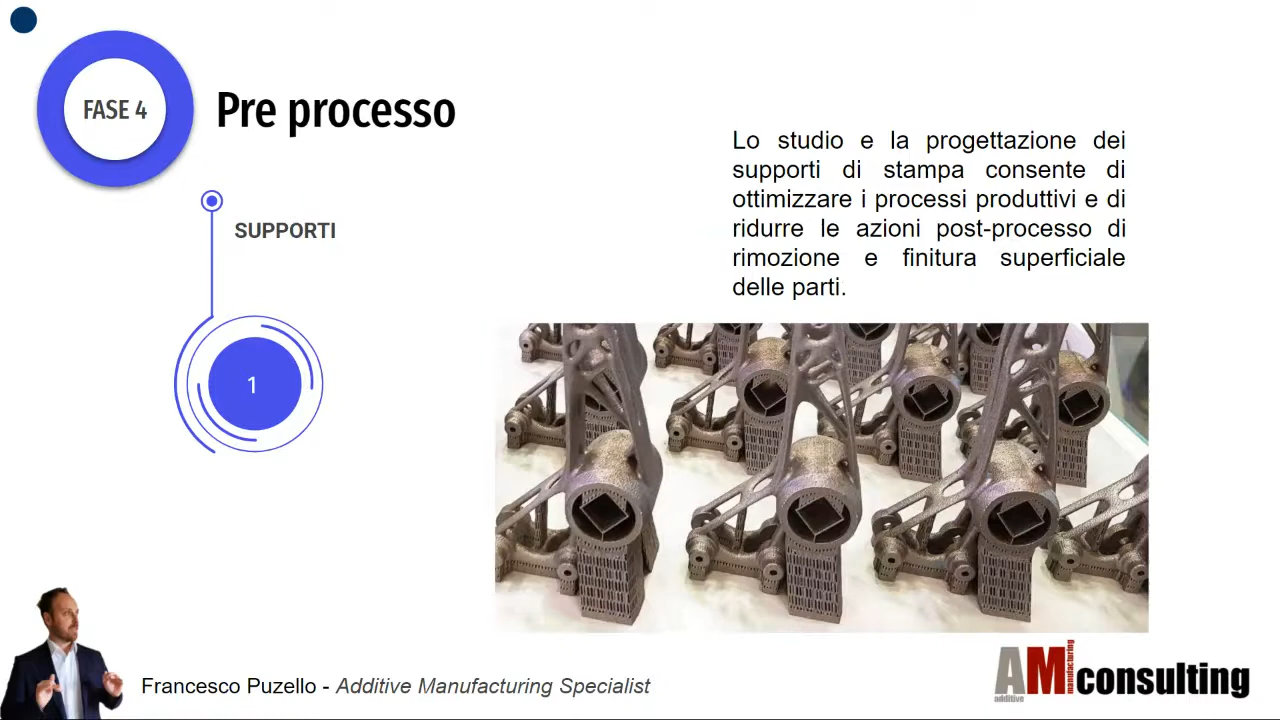 FASE 4
Pre processo
SUPPORTI
1
Lo studio e la progettazione dei
supporti di stampa consente di
ottimizzare i processi produttivi e di
ridurre le azioni post-processo di
rimozione e finitura superficiale
delle parti.
Francesco Puzello - Additive Manufacturing Specialist
AM consulting
additive
manufacturing